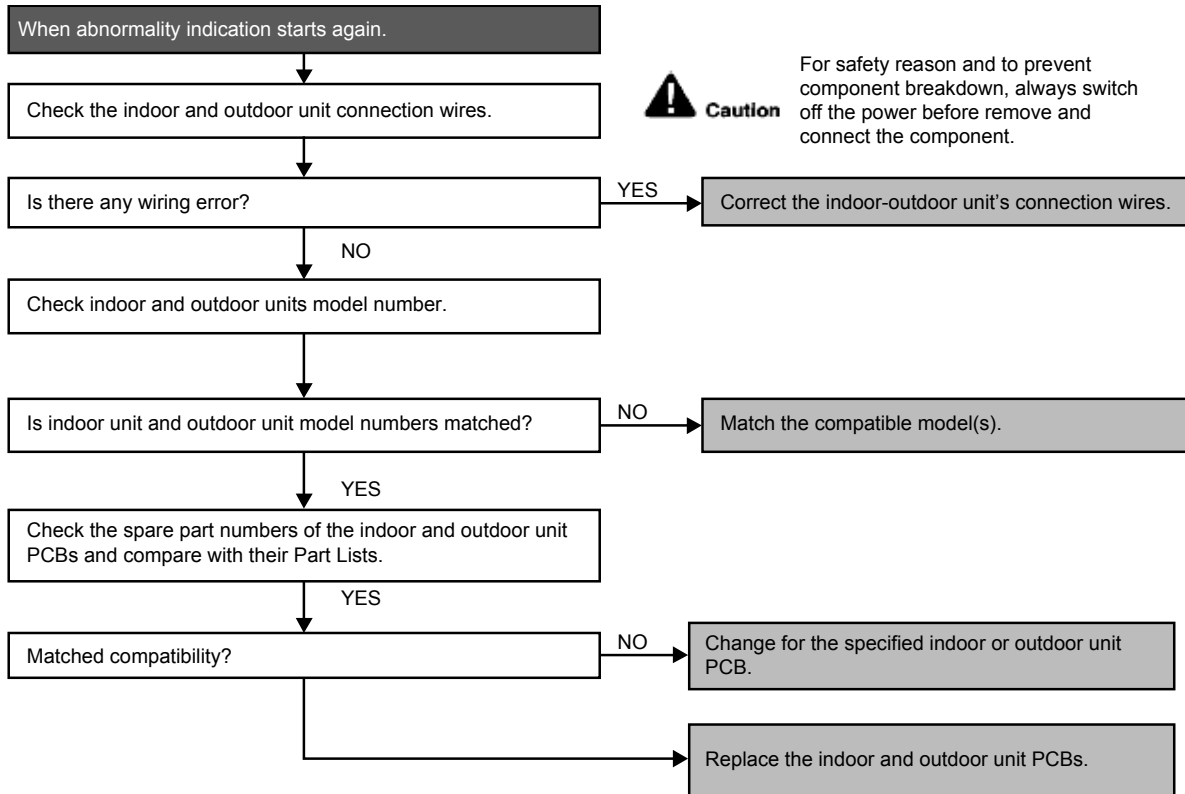 When abnormality indication starts again.
Check the indoor and outdoor unit connection wires.
Caution
For safety reason and to prevent
component breakdown, always switch
off the power before remove and
connect the component.
Is there any wiring error?
YES
Correct the indoor-outdoor unit's connection wires.
NO
Check indoor and outdoor units model number.
Is indoor unit and outdoor unit model numbers matched?
NO
Match the compatible model(s).
YES
Check the spare part numbers of the indoor and outdoor unit
PCBs and compare with their Part Lists.
YES
Matched compatibility?
NO
Change for the specified indoor or outdoor unit
PCB.
Replace the indoor and outdoor unit PCBs.